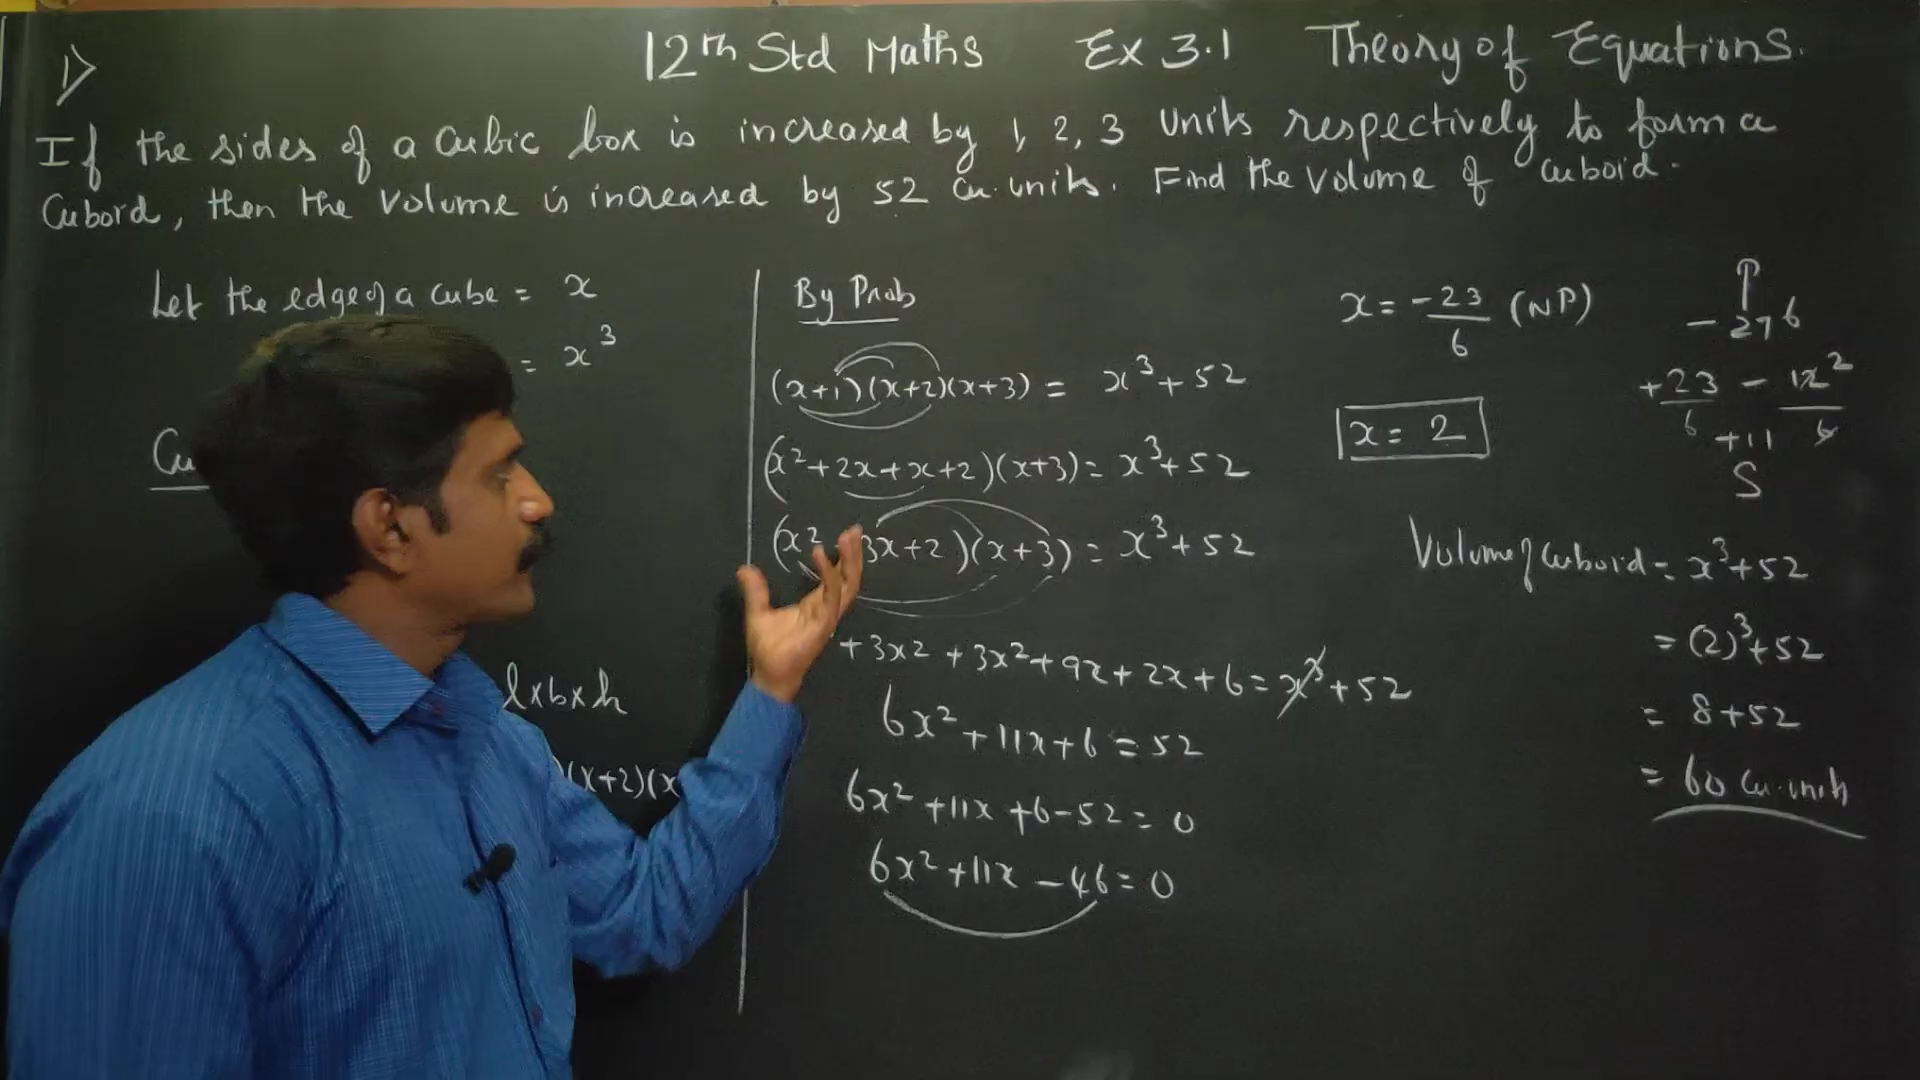 1)
12th Std Maths Ex 3.1 Theory of Equations.
If the sides of a cubic box is increased by 1, 2, 3 units respectively to form a
Cuboid, then the volume is increased by 52 cu.units. Find the volume of cuboid.
Let the edge of a cube = x
= x³
Cu
l×b×h
)(x+2)(x
By Prob
(x+1)(x+2)(x+3) = x³+52
(x²+2x+x+2)(x+3) = x³+52
(x² 3x+2)(x+3) = x³+52
+3x2 +3x²+9x+2x+6 = x³+52
6x²+11x+6 = 52
6x²+11x+6-52 = 0
6x²+11x-46 = 0
x = -23/6 (NP)
x = 2
P
-276
+23/6 - 12²/6
+11
S
Volume of cuboid = x³+52
= (2)³+52
= 8+52
= 60 cu.units